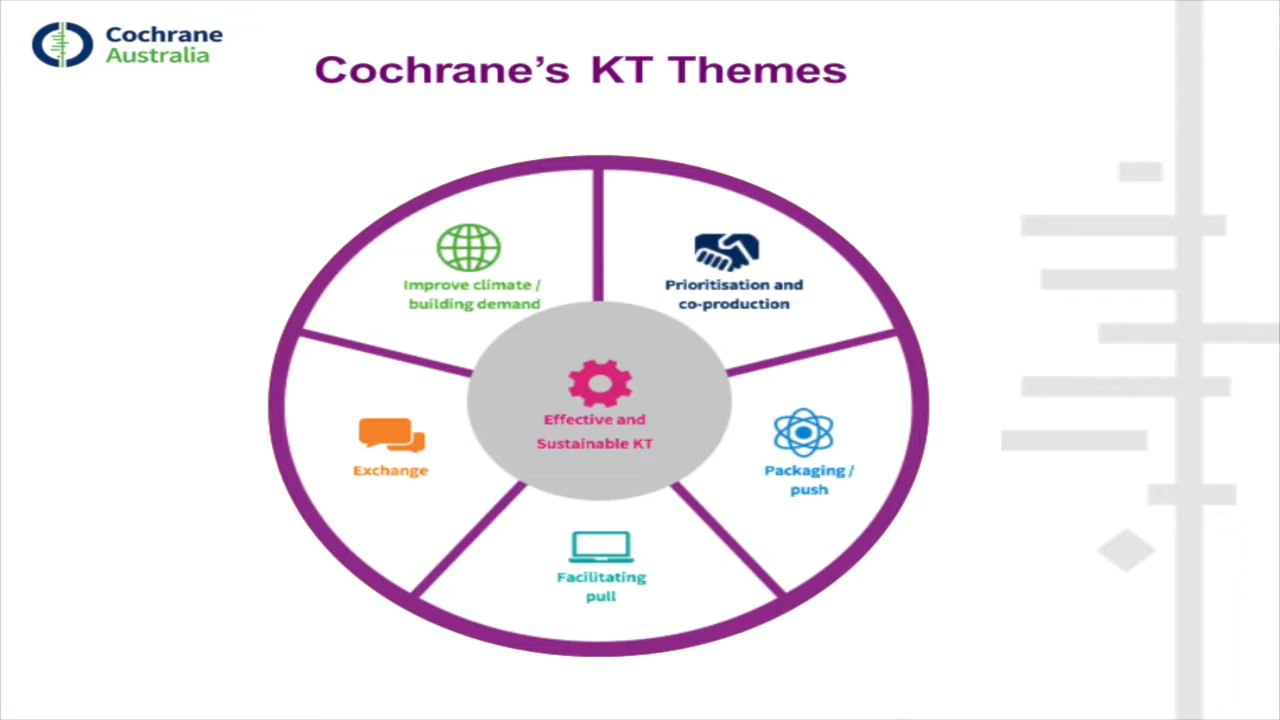 Cochrane
Australia
Cochrane’s KT Themes
Improve climate /
building demand
Prioritisation and
co-production
Effective and
Sustainable KT
Exchange
Packaging /
push
Facilitating
pull